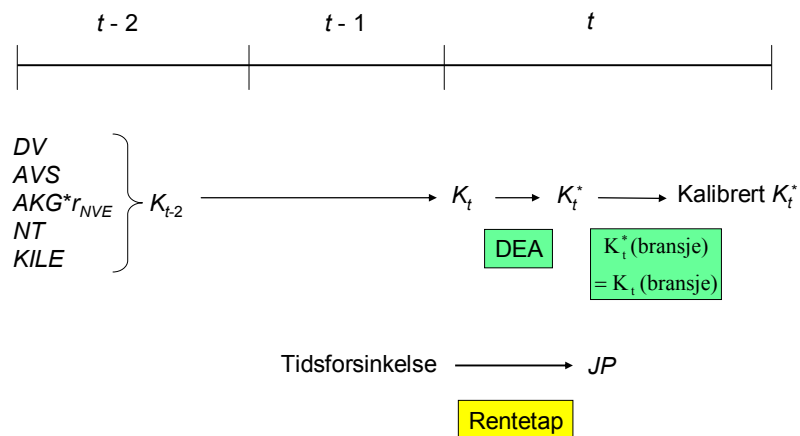 t - 2 t - 1 t
DV
AVS
AKG*r_NVE
NT
KILE
K_t-2 K_t K_t^* Kalibrert K_t^*
DEA
K_t^* (bransje)
= K_t (bransje)
Tidsforsinkelse JP
Rentetap